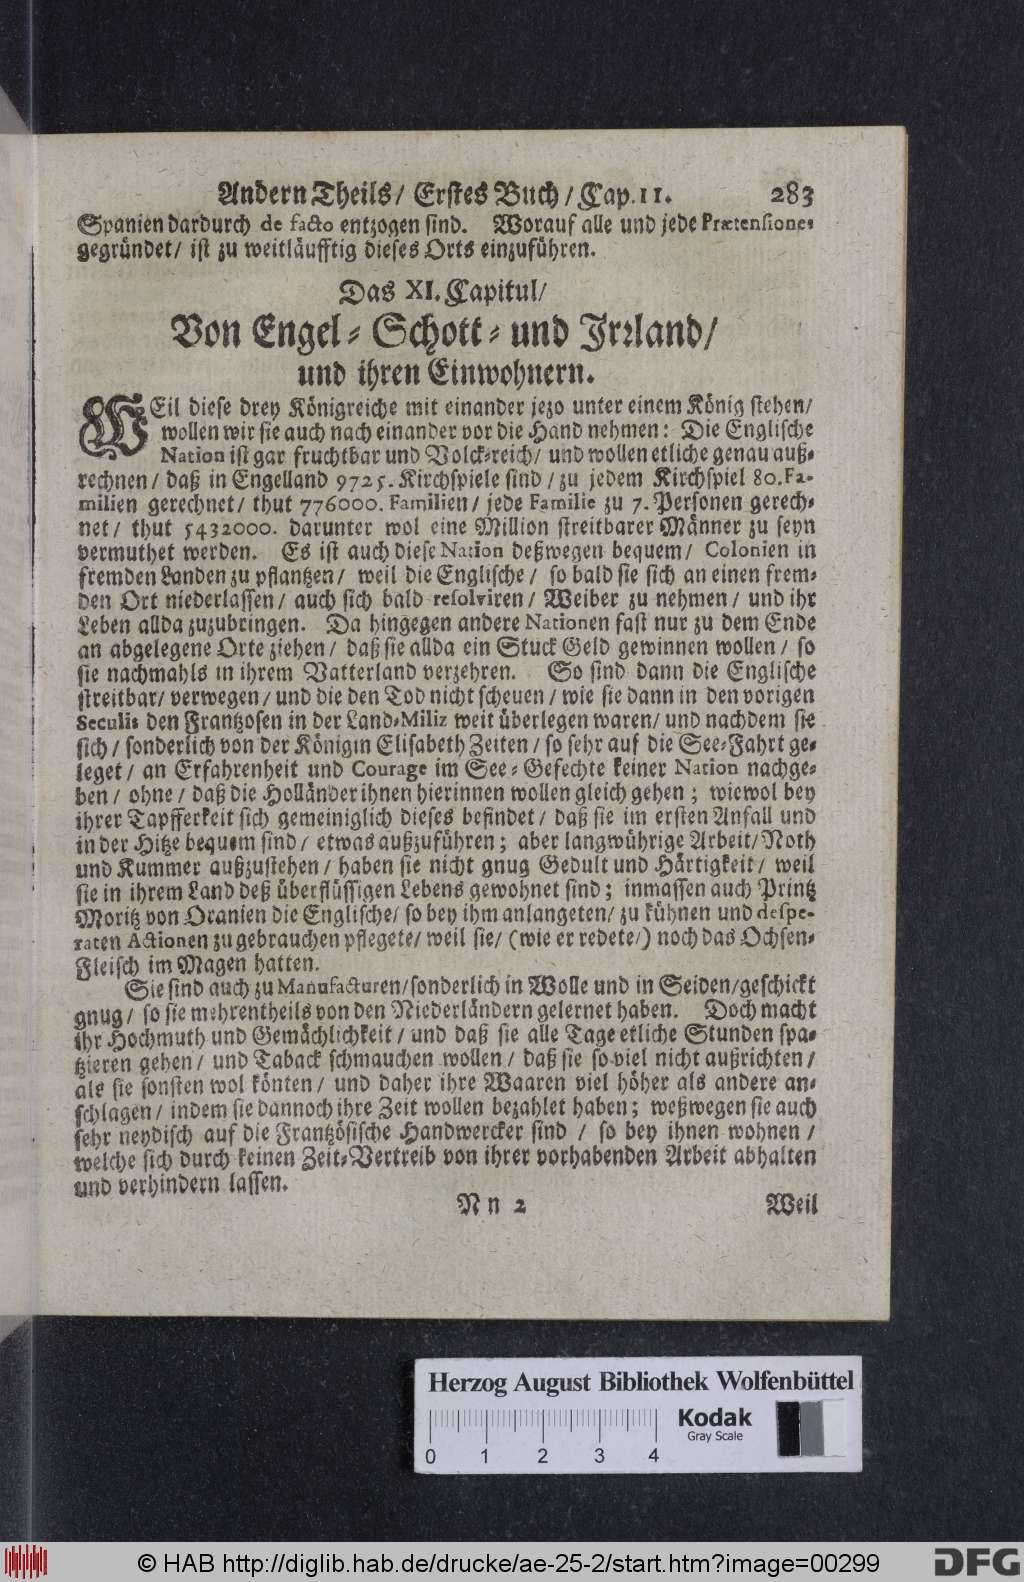 Andern Theils/ Erstes Buch/ Cap. 11. 283
Spanien dardurch de facto entzogen sind. Worauf alle und jede Prætensiones
gegründet/ ist zu weitläufftig dieses Orts einzuführen.
Das XI. Capitul/
Von Engel- Schott- und Irrland/
und ihren Einwohnern.
WEil diese drey Königreiche mit einander jezo unter einem König stehen/
wollen wir sie auch nach einander vor die Hand nehmen: Die Englische
Nation ist gar fruchtbar und Volck-reich/ und wollen etliche genau auß-
rechnen/ daß in Engelland 9725. Kirchspiele sind/ zu jedem Kirchspiel 80. Fa-
milien gerechnet/ thut 776000. Familien/ jede Familie zu 7. Personen gerech-
net/ thut 5432000. darunter wol eine Million streitbarer Männer zu seyn
vermuthet werden. Es ist auch diese Nation deßwegen bequem/ Colonien in
fremden Landen zu pflantzen/ weil die Englische/ so bald sie sich an einen frem-
den Ort niederlassen/ auch sich bald resolviren/ Weiber zu nehmen/ und ihr
Leben allda zuzubringen. Da hingegen andere Nationen fast nur zu dem Ende
an abgelegene Orte ziehen/ daß sie allda ein Stuck Geld gewinnen wollen/ so
sie nachmahls in ihrem Vatterland verzehren. So sind dann die Englische
streitbar/ verwegen/ und die den Tod nicht scheuen/ wie sie dann in den vorigen
Seculis den Frantzosen in der Land-Miliz weit überlegen waren/ und nachdem sie
sich/ sonderlich von der Königin Elisabeth Zeiten/ so sehr auf die See-Fahrt ge-
leget/ an Erfahrenheit und Courage im See-Gefechte keiner Nation nachge-
ben/ ohne/ daß die Holländer ihnen hierinnen wollen gleich gehen; wiewol bey
ihrer Tapfferkeit sich gemeiniglich dieses befindet/ daß sie im ersten Anfall und
in der Hitze bequem sind/ etwas außzuführen; aber langwührige Arbeit/ Noth
und Kummer außzustehen/ haben sie nicht gnug Gedult und Härtigkeit/ weil
sie in ihrem Land deß überflüssigen Lebens gewohnet sind; inmassen auch Printz
Moritz von Oranien die Englische/ so bey ihm anlangeten/ zu kühnen und despe-
raten Actionen zu gebrauchen pflegete/ weil sie/ (wie er redete/) noch das Ochsen-
Fleisch im Magen hatten.
Sie sind auch zu Manufacturen/ sonderlich in Wolle und in Seiden/ geschickt
gnug/ so sie mehrentheils von den Niederländern gelernet haben. Doch macht
ihr Hochmuth und Gemächlichkeit/ und daß sie alle Tage etliche Stunden spa-
tzieren gehen/ und Taback schmauchen wollen/ daß sie so viel nicht außrichten/
als sie sonsten wol könten/ und daher ihre Waaren viel höher als andere an-
schlagen/ indem sie dannoch ihre Zeit wollen bezahlet haben; weßwegen sie auch
sehr neydisch auf die Frantzösische Handwercker sind/ so bey ihnen wohnen/
welche sich durch keinen Zeit-Vertreib von ihrer vorhabenden Arbeit abhalten
und verhindern lassen.
Nn 2 Weil
Herzog August Bibliothek Wolfenbüttel
Kodak
Gray Scale
0 1 2 3 4
© HAB http://diglib.hab.de/drucke/ae-25-2/start.htm?image=00299
DFG